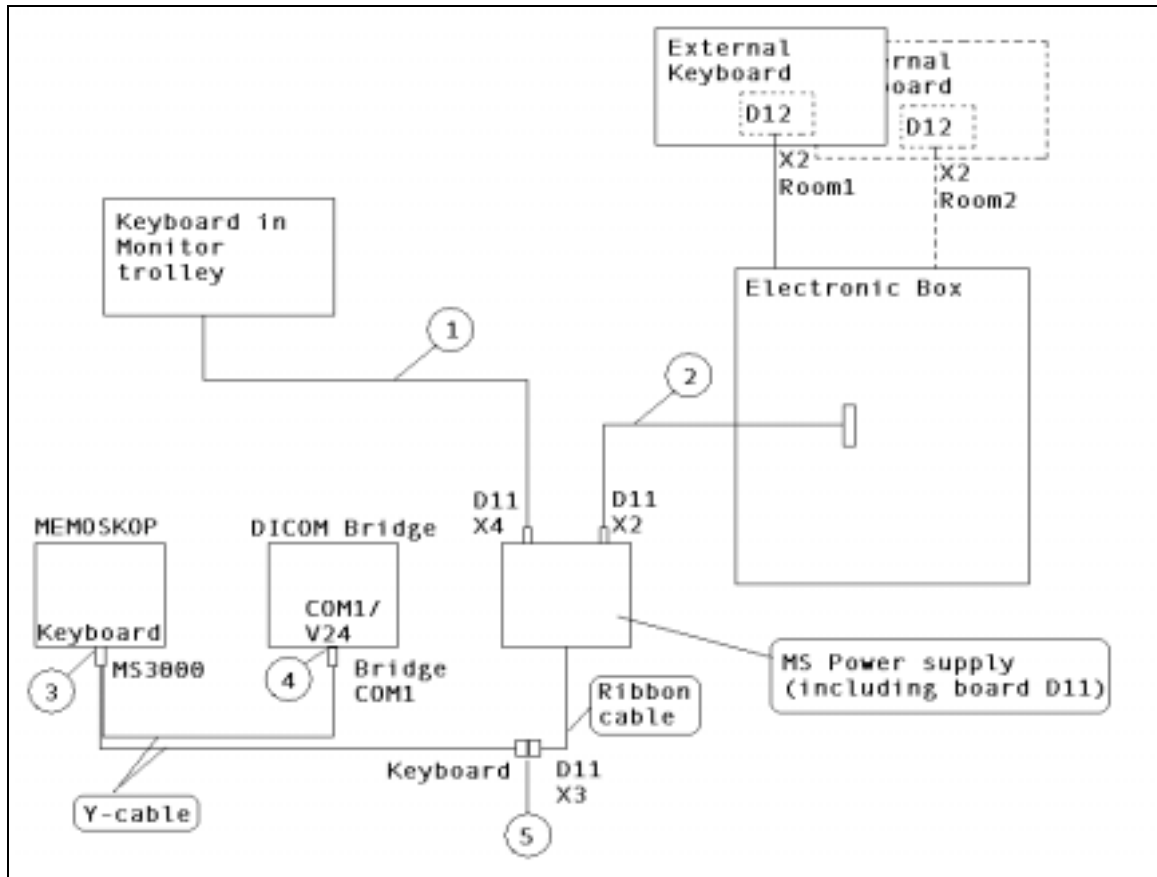 External
Keyboard
rnal
oard
D12
D12
X2
Room1
X2
Room2
Keyboard in
Monitor
trolley
Electronic Box
1
2
D11
X4
D11
X2
MEMOSKOP
DICOM Bridge
COM1/
V24
Keyboard
3
MS3000
4
Bridge
COM1
Ribbon
cable
MS Power supply
(including board D11)
Keyboard
D11
X3
Y-cable
5